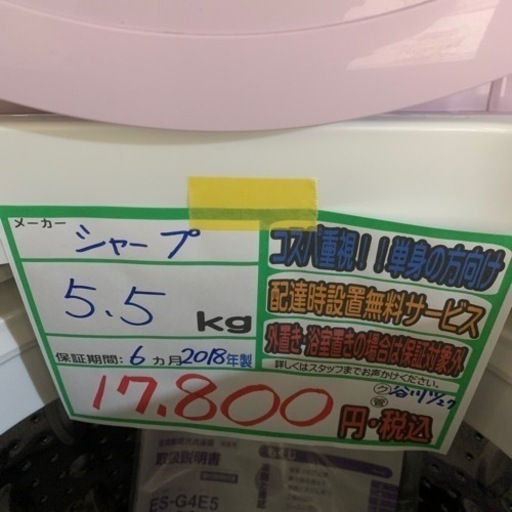 メーカー
シャープ
5.5
kg
保証期間:6ヵ月2018年製
17.800
円・税込
コスパ重視!!単身の方向け
配達時設置無料サービス
外置き・浴室置きの場合は保証対象外
詳しくはスタッフまでお声かけください。
取扱説明書
ES-G4E5